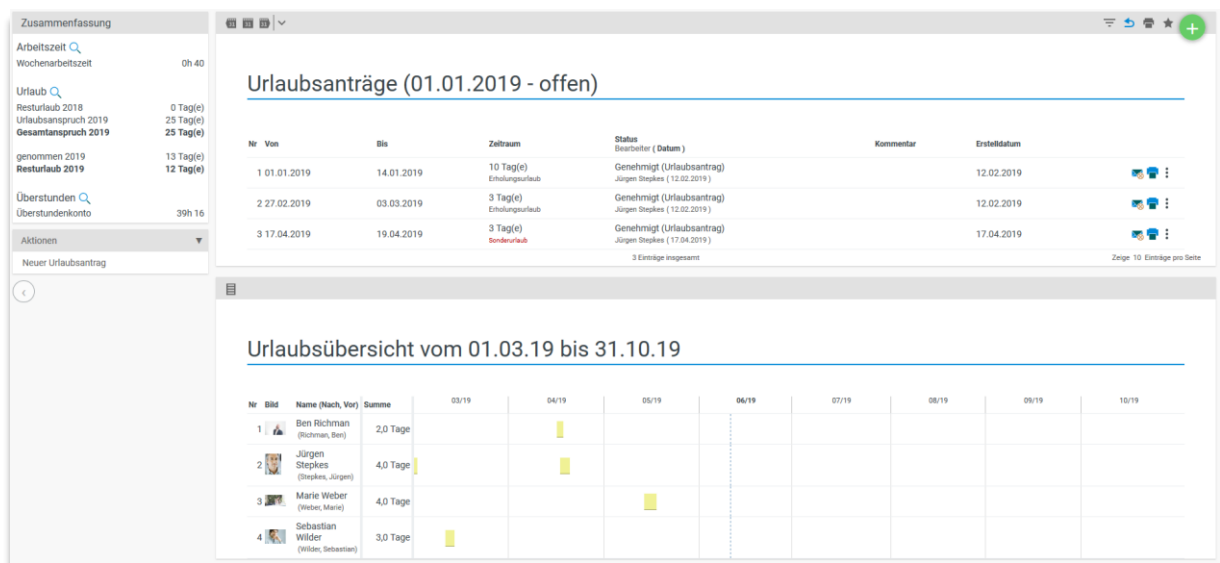 Zusammenfassung
Arbeitszeit
Wochenarbeitszeit 0h 40
Urlaub
Resturlaub 2018 0 Tag(e)
Urlaubsanspruch 2019 25 Tag(e)
Gesamtanspruch 2019 25 Tag(e)
genommen 2019 13 Tag(e)
Resturlaub 2019 12 Tag(e)
Überstunden
Überstundenkonto 39h 16
Aktionen
Neuer Urlaubsantrag
Urlaubsanträge (01.01.2019 - offen)
Nr Von Bis Zeitraum Status Kommentar Erstelldatum
Bearbeiter ( Datum )
1 01.01.2019 14.01.2019 10 Tag(e) Genehmigt (Urlaubsantrag) 12.02.2019
Erholungsurlaub Jürgen Stepkes ( 12.02.2019 )
2 27.02.2019 03.03.2019 3 Tag(e) Genehmigt (Urlaubsantrag) 12.02.2019
Erholungsurlaub Jürgen Stepkes ( 12.02.2019 )
3 17.04.2019 19.04.2019 3 Tag(e) Genehmigt (Urlaubsantrag) 17.04.2019
Sonderurlaub Jürgen Stepkes ( 17.04.2019 )
3 Einträge insgesamt Zeige 10 Einträge pro Seite
Urlaubsübersicht vom 01.03.19 bis 31.10.19
Nr Bild Name (Nach, Vor) Summe 03/19 04/19 05/19 06/19 07/19 08/19 09/19 10/19
1 Ben Richman 2,0 Tage
(Richman, Ben)
2 Jürgen Stepkes 4,0 Tage
(Stepkes, Jürgen)
3 Marie Weber 4,0 Tage
(Weber, Marie)
4 Sebastian Wilder 3,0 Tage
(Wilder, Sebastian)